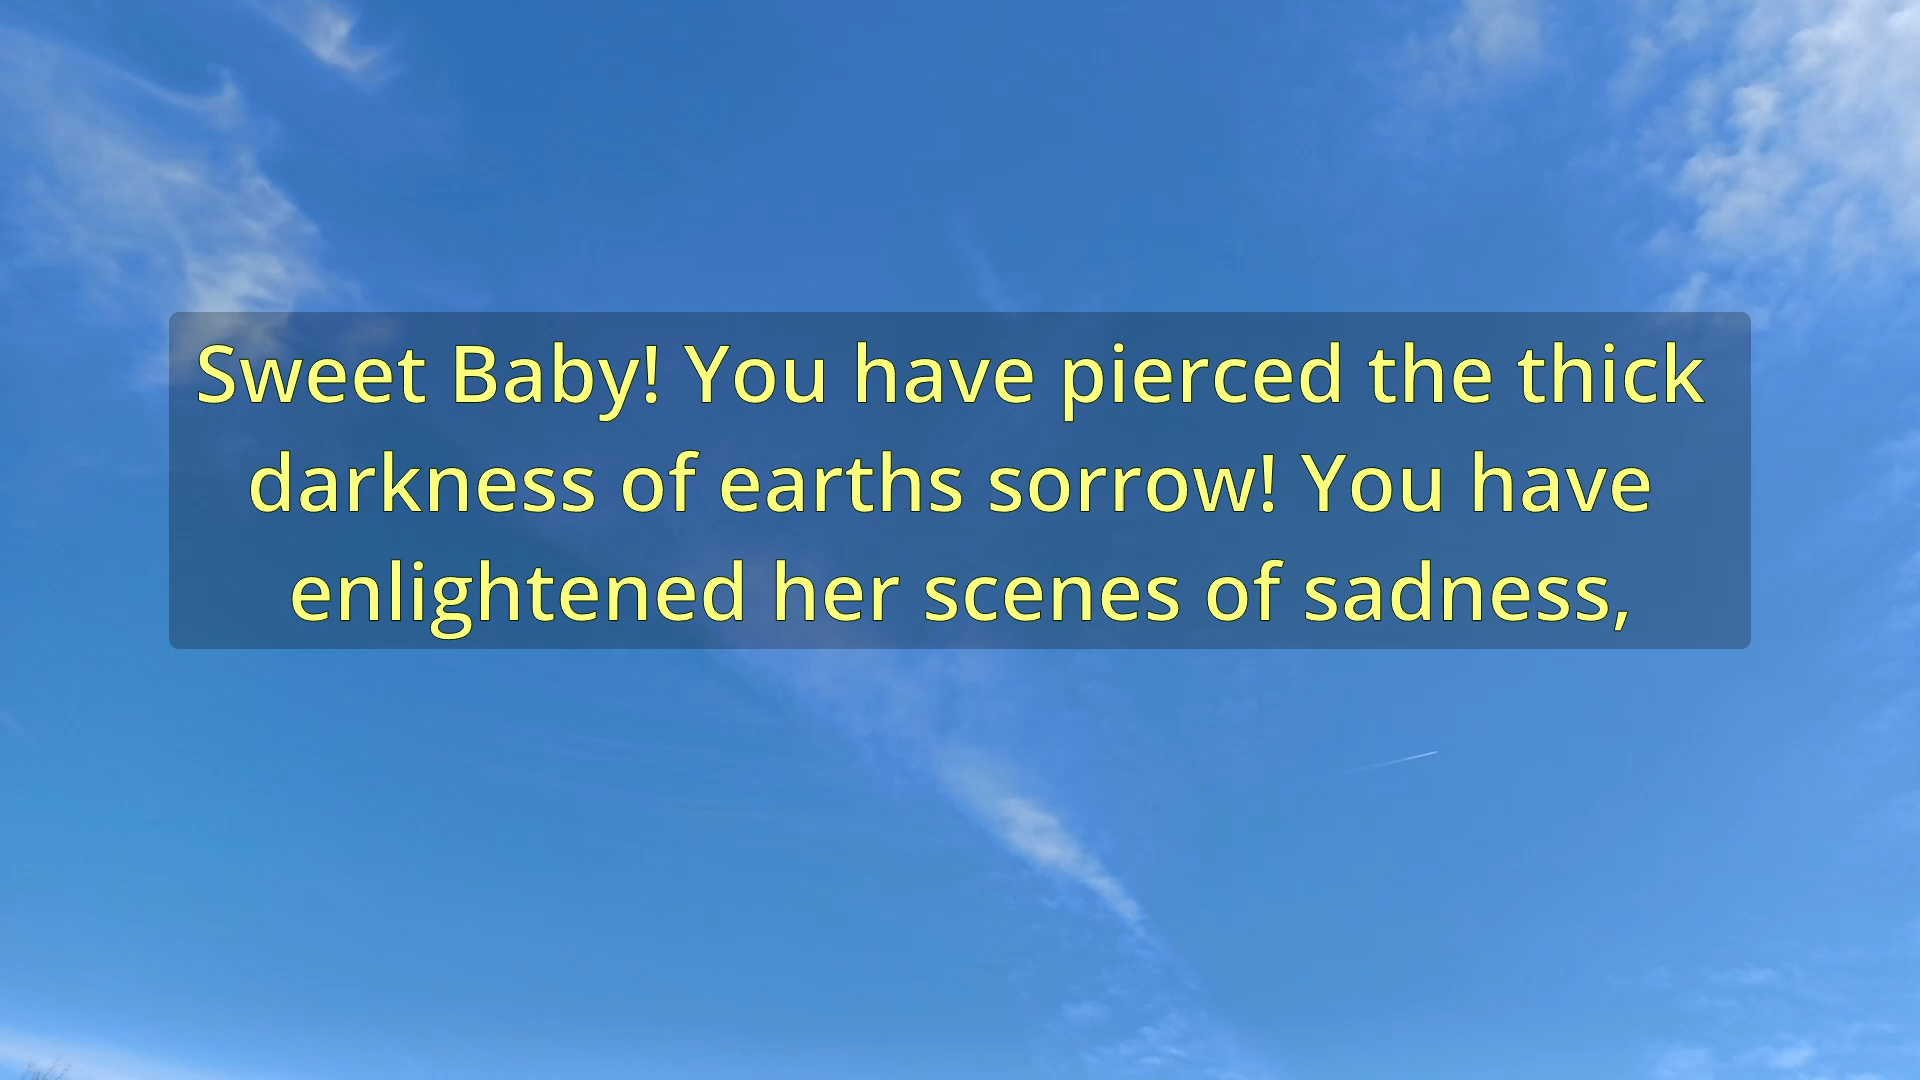 Sweet Baby! You have pierced the thick
darkness of earths sorrow! You have
enlightened her scenes of sadness,